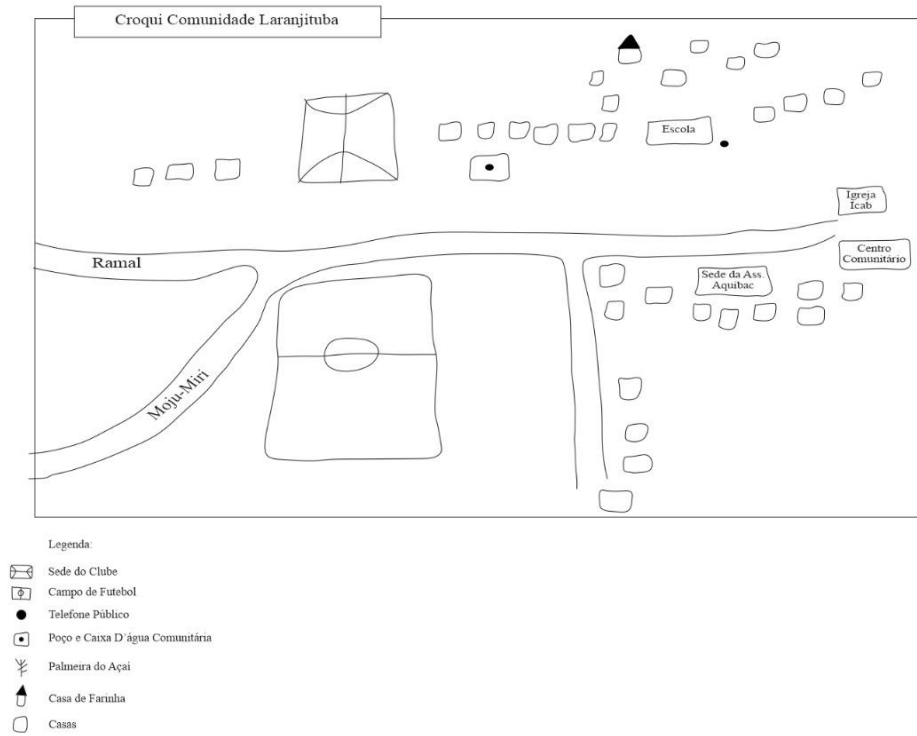 Croqui Comunidade Laranjituba
Escola
Igreja
Icab
Ramal
Centro
Comunitário
Sede da Ass.
Aquibac
Moju-Miri
Legenda:
Sede do Clube
Campo de Futebol
Telefone Público
Poço e Caixa D´água Comunitária
Palmeira do Açaí
Casa de Farinha
Casas